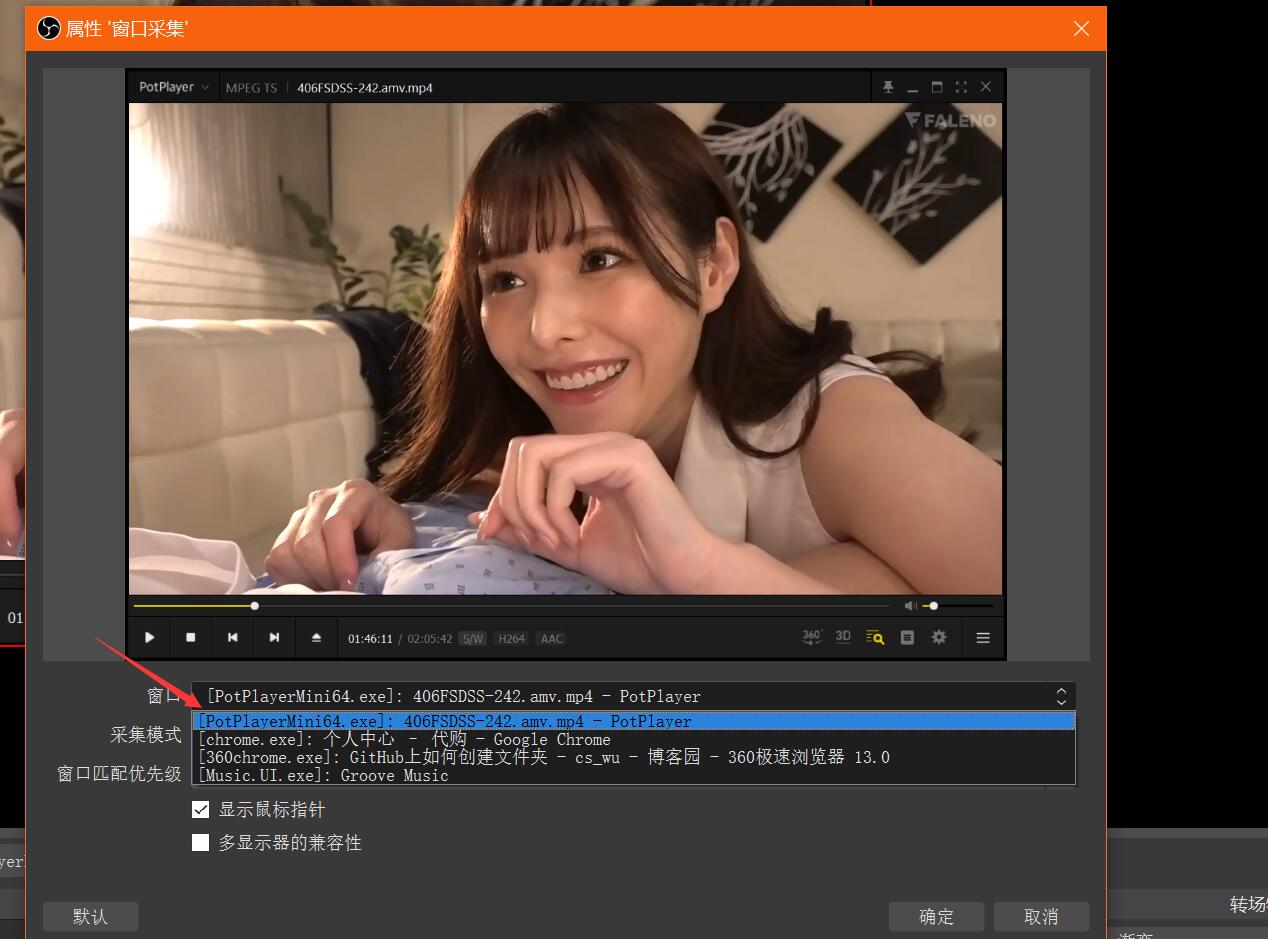 属性 '窗口采集'
PotPlayer MPEG TS 406FSDSS-242.amv.mp4
FALENO
01
01:46:11 / 02:05:42 S/W H264 AAC 360° 3D
窗口 [PotPlayerMini64.exe]: 406FSDSS-242.amv.mp4 - PotPlayer
[PotPlayerMini64.exe]: 406FSDSS-242.amv.mp4 - PotPlayer
采集模式 [chrome.exe]: 个人中心 - 代购 - Google Chrome
[360chrome.exe]: GitHub上如何创建文件夹 - cs_wu - 博客园 - 360极速浏览器 13.0
窗口匹配优先级 [Music.UI.exe]: Groove Music
显示鼠标指针
多显示器的兼容性
yer
转场
默认 确定 取消